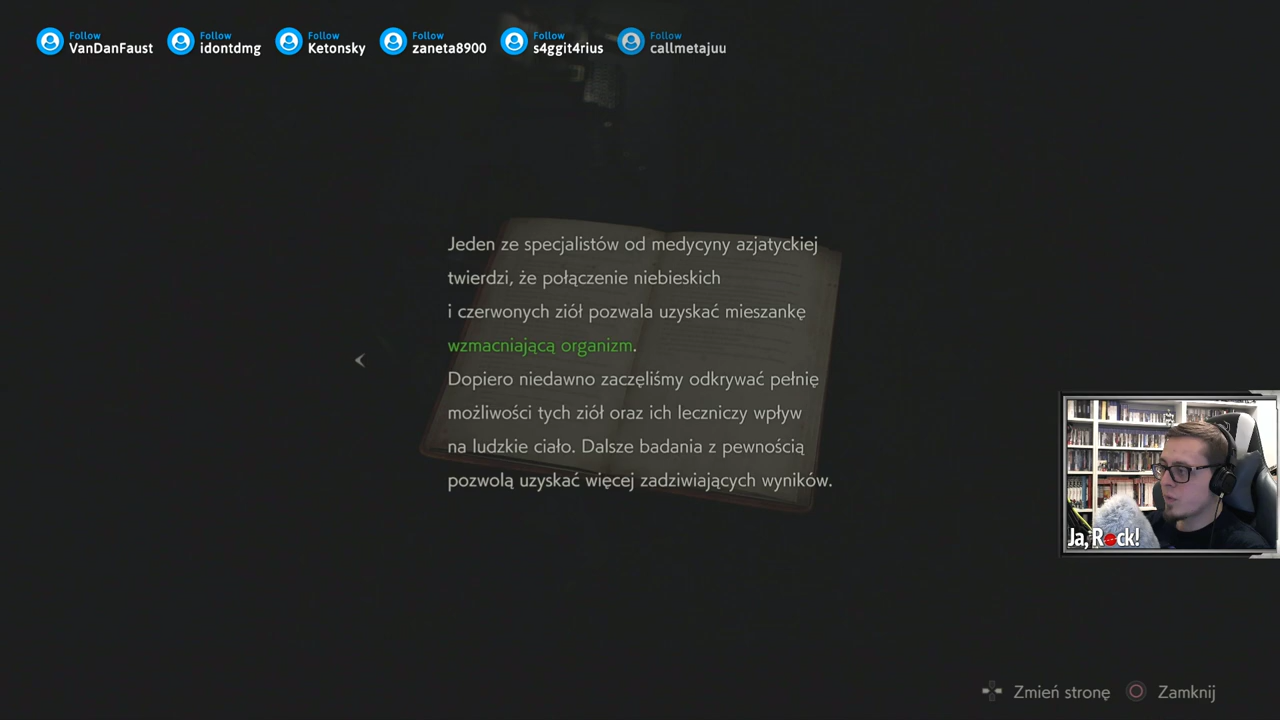 Follow
VanDanFaust
Follow
idontdmg
Follow
Ketonsky
Follow
zaneta8900
Follow
s4ggit4rius
Follow
callmetajuu
Jeden ze specjalistów od medycyny azjatyckiej
twierdzi, że połączenie niebieskich
i czerwonych ziół pozwala uzyskać mieszankę
wzmacniającą organizm.
Dopiero niedawno zaczęliśmy odkrywać pełnię
możliwości tych ziół oraz ich leczniczy wpływ
na ludzkie ciało. Dalsze badania z pewnością
pozwolą uzyskać więcej zadziwiających wyników.
Ja, Rock!
Zmień stronę
Zamknij